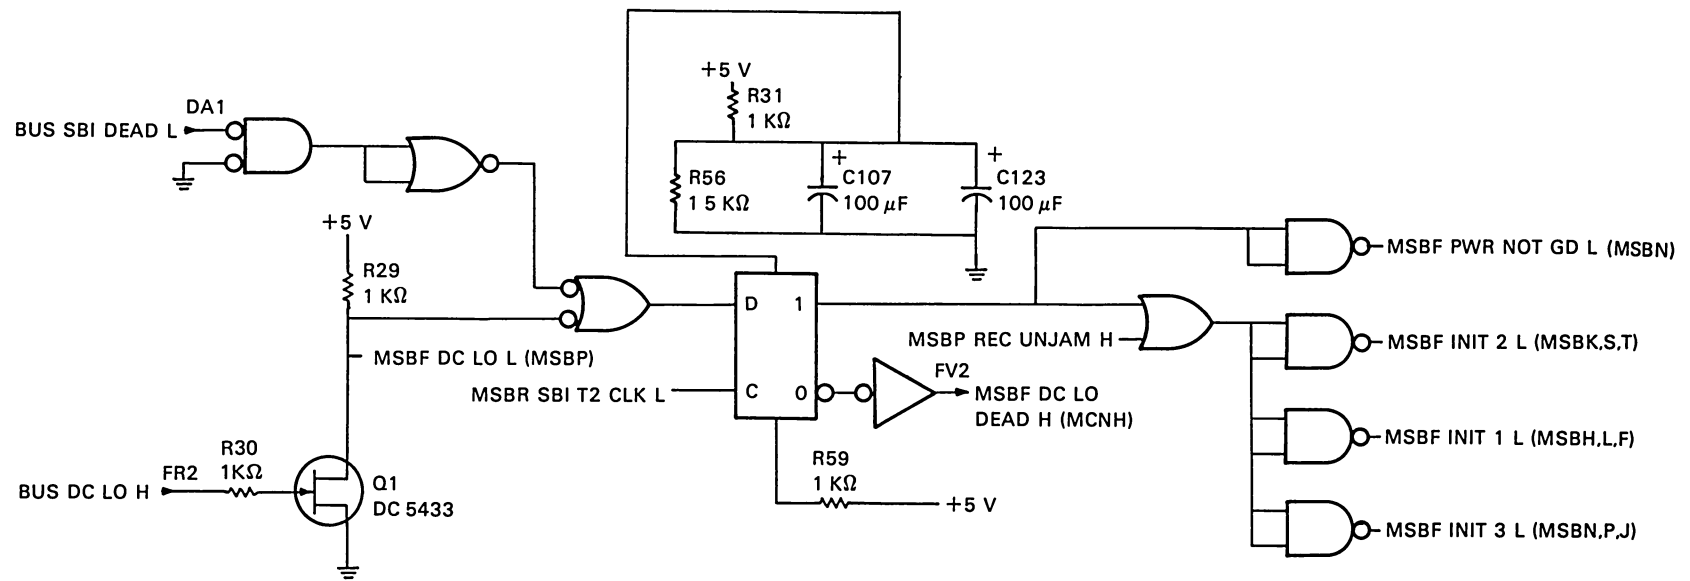 +5 V
R31
1 KΩ
DA1
BUS SBI DEAD L
R56
1 5 KΩ
+
C107
100 μF
+
C123
100 μF
+5 V
R29
1 KΩ
MSBF PWR NOT GD L (MSBN)
D
1
MSBP REC UNJAM H
MSBF INIT 2 L (MSBK,S,T)
MSBF DC LO L (MSBP)
MSBR SBI T2 CLK L
C
0
FV2
MSBF DC LO
DEAD H (MCNH)
MSBF INIT 1 L (MSBH,L,F)
R30
1KΩ
FR2
BUS DC LO H
Q1
DC 5433
R59
1 KΩ
+5 V
MSBF INIT 3 L (MSBN,P,J)